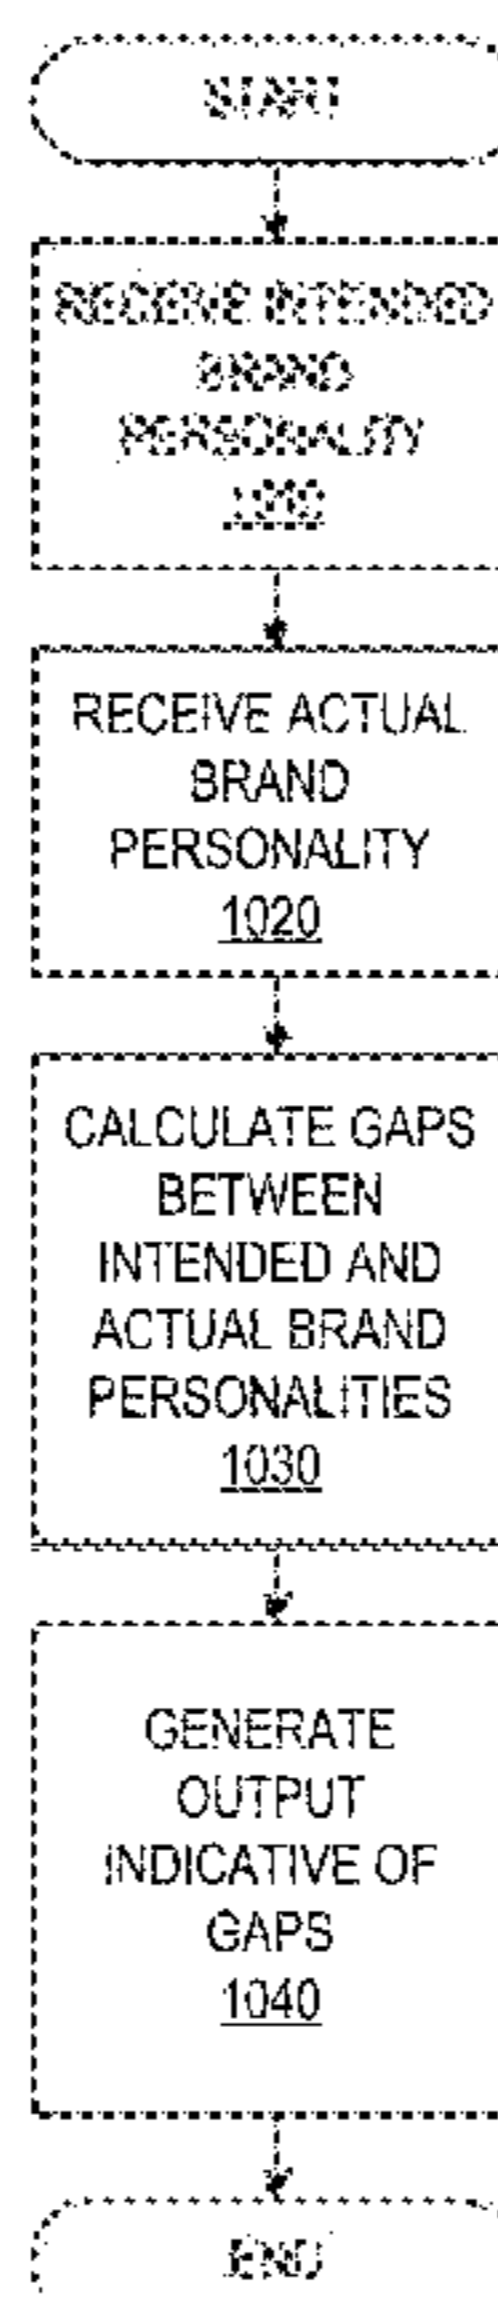 START
RECEIVE INTENDED
BRAND
PERSONALITY
1010
RECEIVE ACTUAL
BRAND
PERSONALITY
1020
CALCULATE GAPS
BETWEEN
INTENDED AND
ACTUAL BRAND
PERSONALITIES
1030
GENERATE
OUTPUT
INDICATIVE OF
GAPS
1040
END